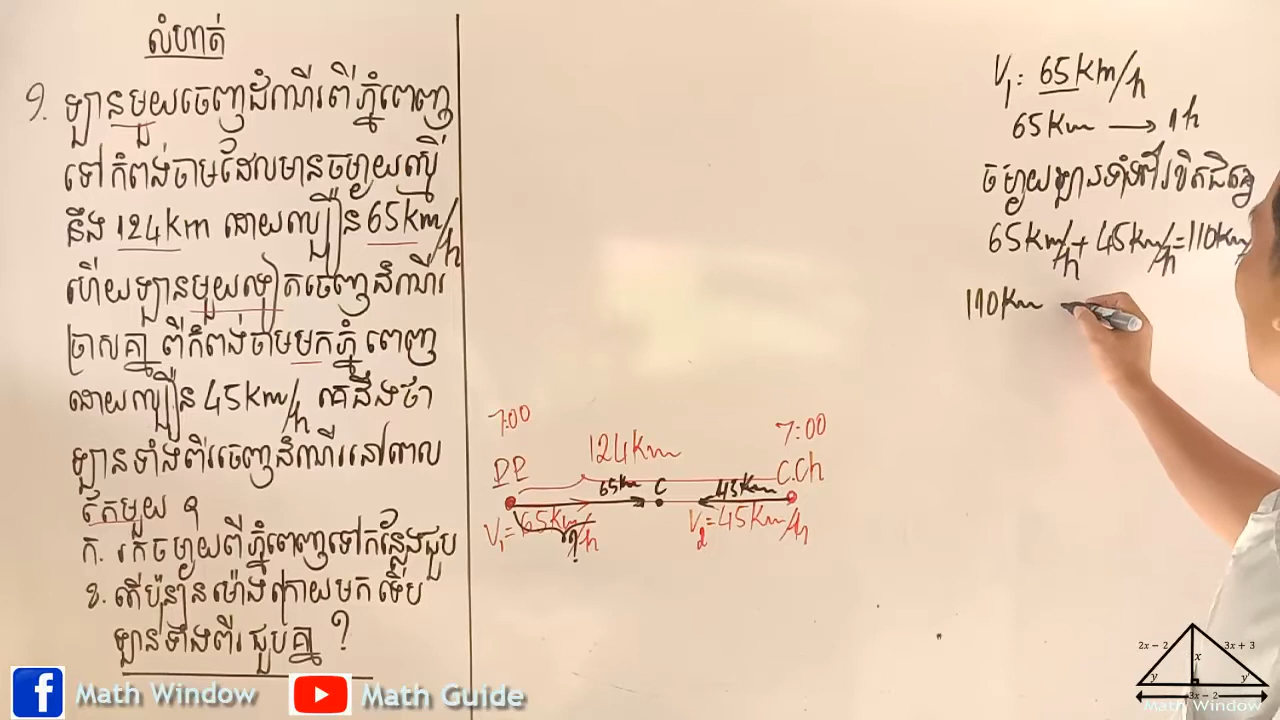 លំហាត់
១. ឡានមួយចេញដំណើរពីភ្នំពេញ
ទៅកំពង់ចាមដែលមានចម្ងាយស្មើ
នឹង 124km ដោយល្បឿន 65km/h
ហើយឡានមួយទៀតចេញដំណើរ
ច្រាសគ្នា ពីកំពង់ចាមមកភ្នំពេញ
ដោយល្បឿន 45km/h គេដឹងថា
ឡានទាំងពីរចេញដំណើរនៅពេល
តែមួយ ។
ក. រកចម្ងាយពីភ្នំពេញទៅកន្លែងជួប
ខ. តើប៉ុន្មានម៉ោងក្រោយមកទើប
ឡានទាំងពីរជួបគ្នា ?
7:00
7:00
124km
P.P
C.Ch
65km
C
45km
V₁=65km/h
?
V₂=45km/h
V₁: 65km/h
65km → 1h
ចម្ងាយឡានទាំងពីរខិតជិតគ្នា
65km/h + 45km/h = 110km/
110km
2x − 2
3x + 3
x
y
y
3x − 2
Math Window
Math Window
Math Guide